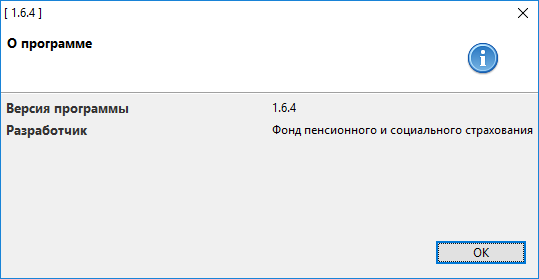 [ 1.6.4 ]
О программе
Версия программы 1.6.4
Разработчик Фонд пенсионного и социального страхования
OK